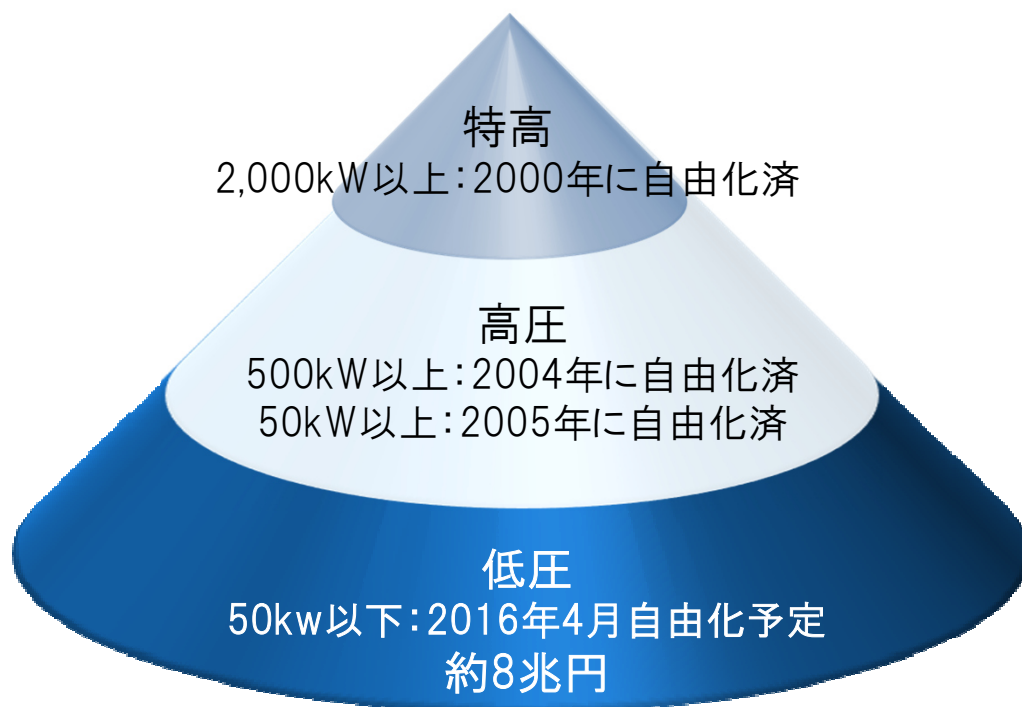 特高
2,000kW以上：2000年に自由化済
高圧
500kW以上：2004年に自由化済
50kW以上：2005年に自由化済
低圧
50kw以下：2016年4月自由化予定
約8兆円